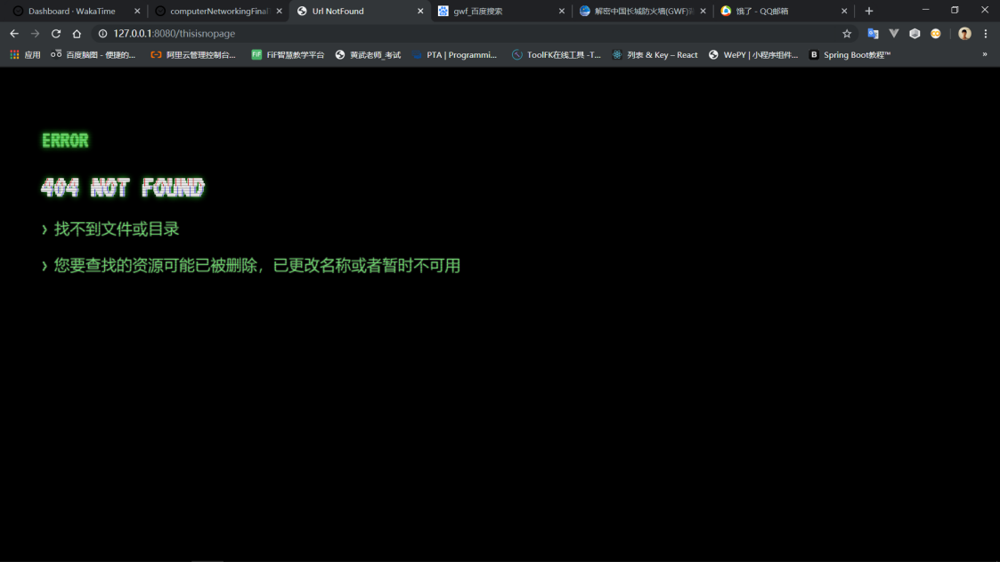 Dashboard · WakaTime
computerNetworkingFinal
Url NotFound
gwf_百度搜索
解密中国长城防火墙(GWF)
饿了 - QQ邮箱
127.0.0.1:8080/thisisnopage
应用
百度脑图 - 便捷的...
阿里云管理控制台...
FiF FiF智慧教学平台
黄武老师_考试
PTA | Programmi...
ToolFK在线工具 -T...
列表 & Key – React
WePY | 小程序组件...
B Spring Boot教程™
»
ERROR
404 NOT FOUND
› 找不到文件或目录
› 您要查找的资源可能已被删除，已更改名称或者暂时不可用